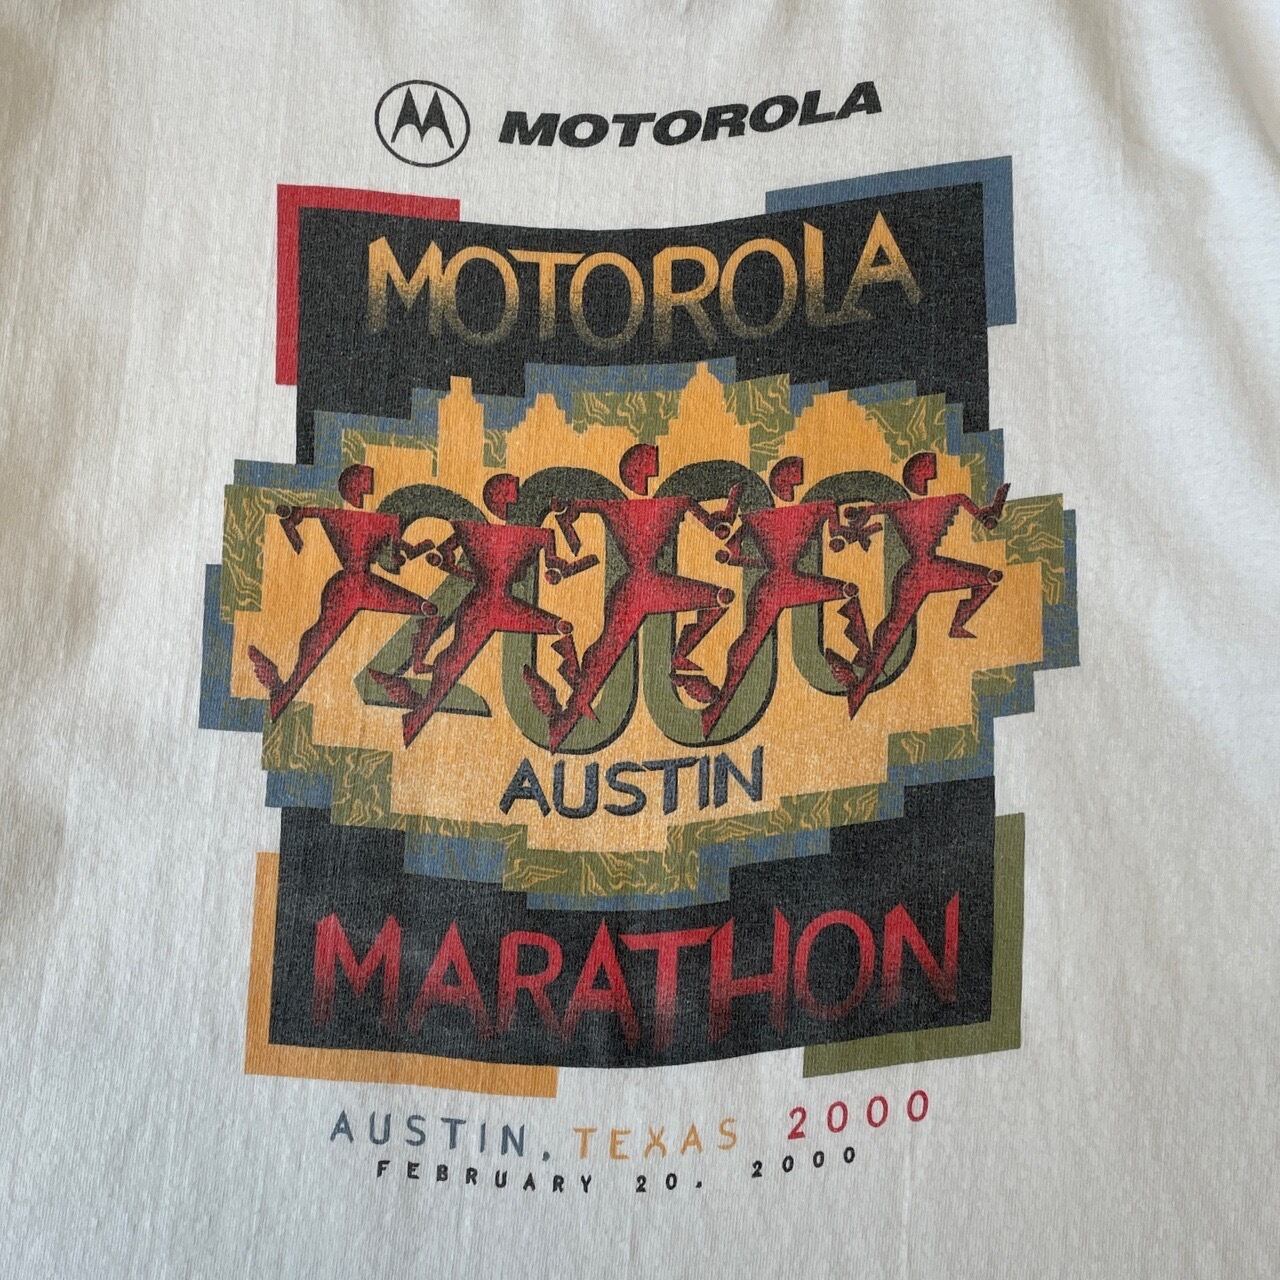 MOTOROLA
MOTOROLA
2000
AUSTIN
MARATHON
AUSTIN, TEXAS 2000
FEBRUARY 20, 2000